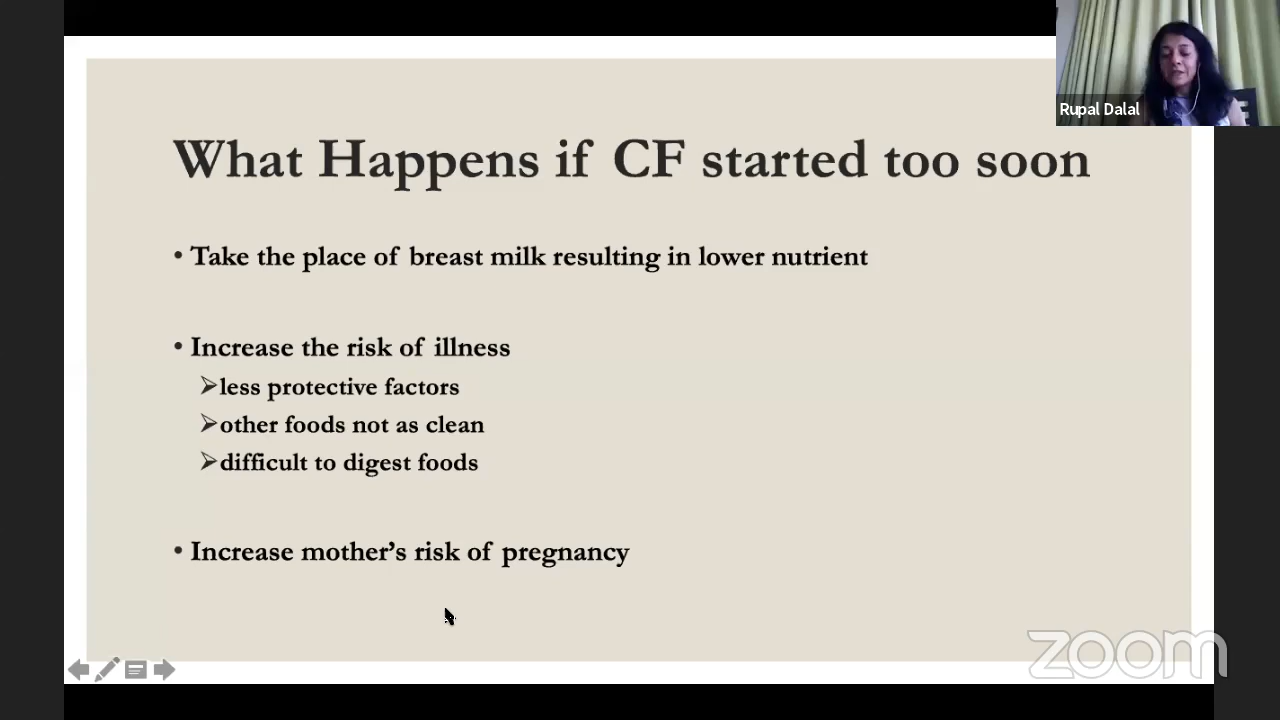 Rupal Dalal
What Happens if CF started too soon
• Take the place of breast milk resulting in lower nutrient
• Increase the risk of illness
➢less protective factors
➢other foods not as clean
➢difficult to digest foods
• Increase mother’s risk of pregnancy
zoom